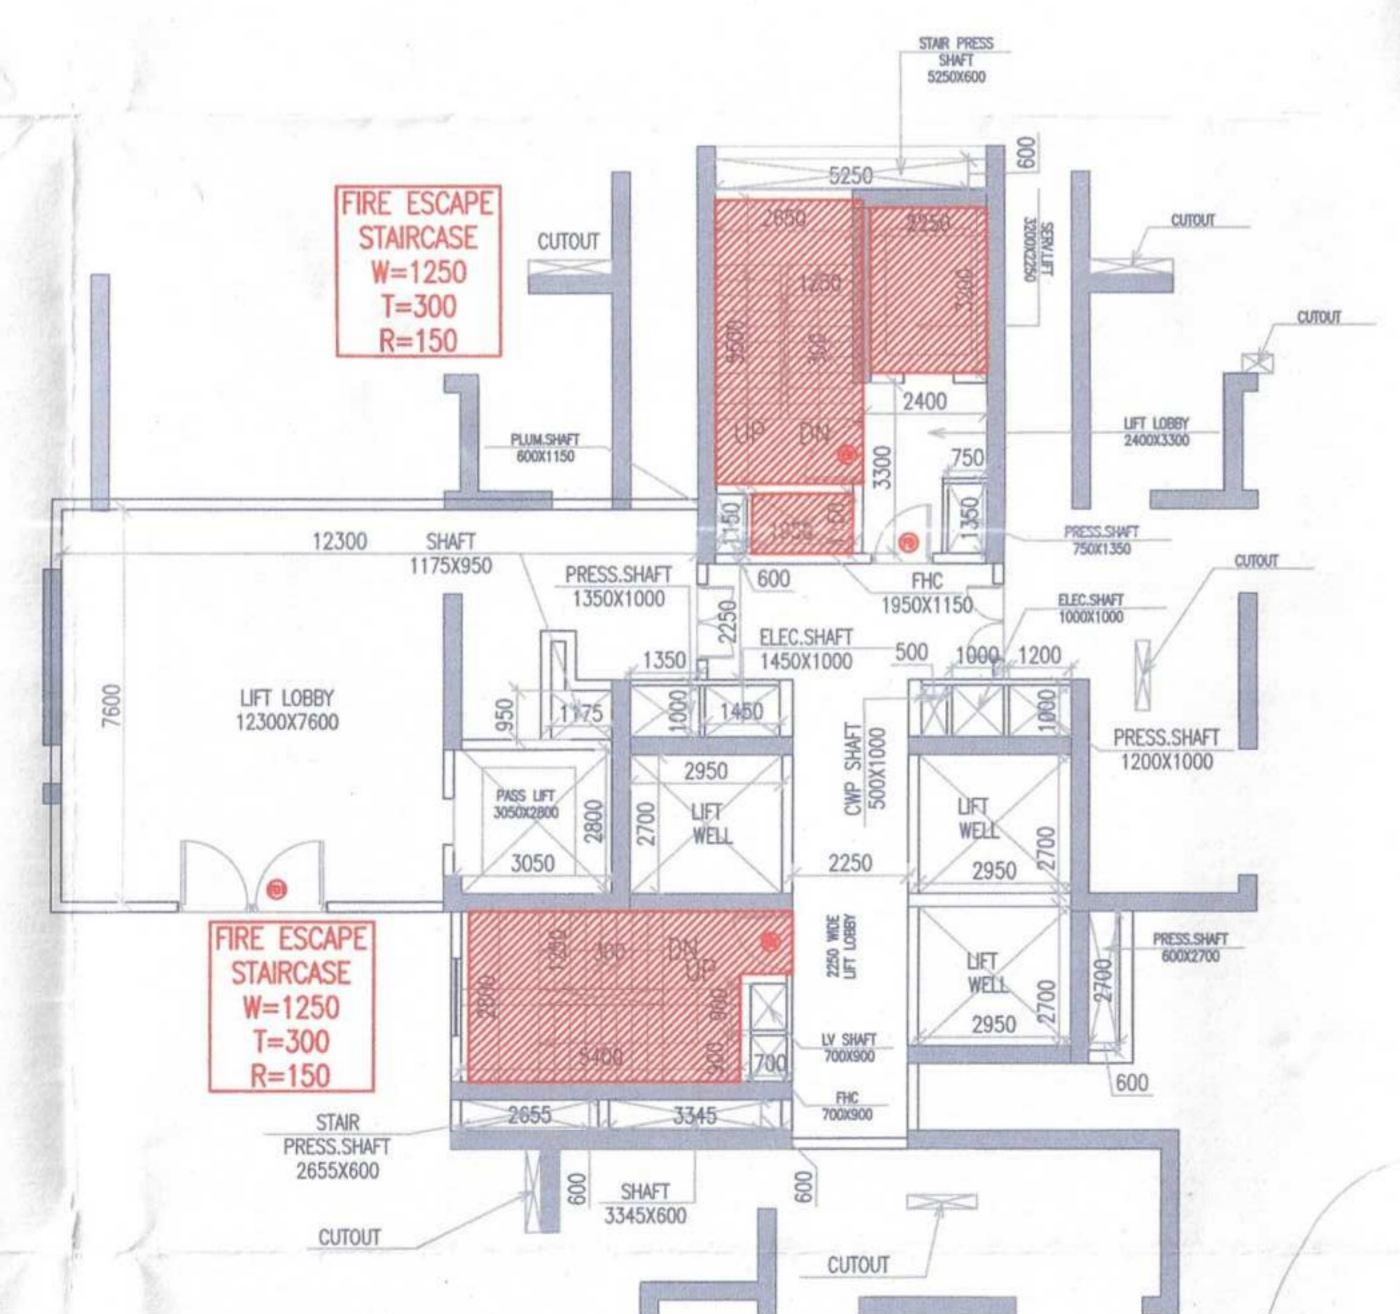 STAIR PRESS
SHAFT
5250X600
600
5250
FIRE ESCAPE
STAIRCASE
W=1250
T=300
R=150
CUTOUT
2650
2250
SERV.LIFT
3200X2250
CUTOUT
1250
3200
300
CUTOUT
2400
UP
DN
LIFT LOBBY
2400X3300
PLUM.SHAFT
600X1150
3300
750
1150
1950
1350
PRESS.SHAFT
750X1350
12300
SHAFT
1175X950
PRESS.SHAFT
1350X1000
600
FHC
1950X1150
CUTOUT
ELEC.SHAFT
1000X1000
2250
ELEC.SHAFT
1450X1000
1350
500
1000
1200
7600
LIFT LOBBY
12300X7600
950
1175
1000
1450
1000
CWP SHAFT
500X1000
PRESS.SHAFT
1200X1000
PASS LIFT
3050X2800
2800
3050
2950
2700
LIFT
WELL
LIFT
WELL
2700
2950
2250
FIRE ESCAPE
STAIRCASE
W=1250
T=300
R=150
1250
300
DN
UP
2800
5400
900
900
700
2250 WIDE
LIFT LOBBY
LIFT
WELL
2950
2700
2700
PRESS.SHAFT
600X2700
600
LV SHAFT
700X900
FHC
700X900
2655
3345
STAIR
PRESS.SHAFT
2655X600
600
SHAFT
3345X600
600
CUTOUT
CUTOUT